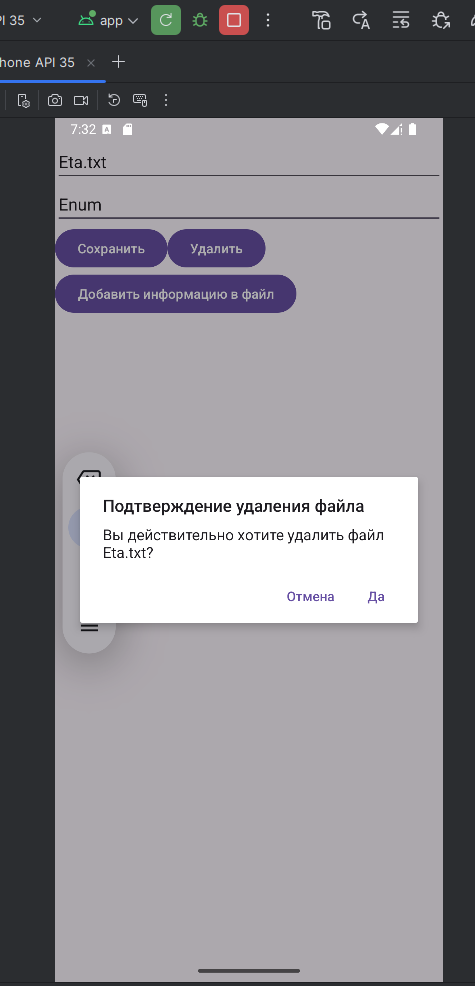 PI 35
app
hone API 35
7:32
Eta.txt
Enum
Сохранить
Удалить
Добавить информацию в файл
Подтверждение удаления файла
Вы действительно хотите удалить файл
Eta.txt?
Отмена
Да